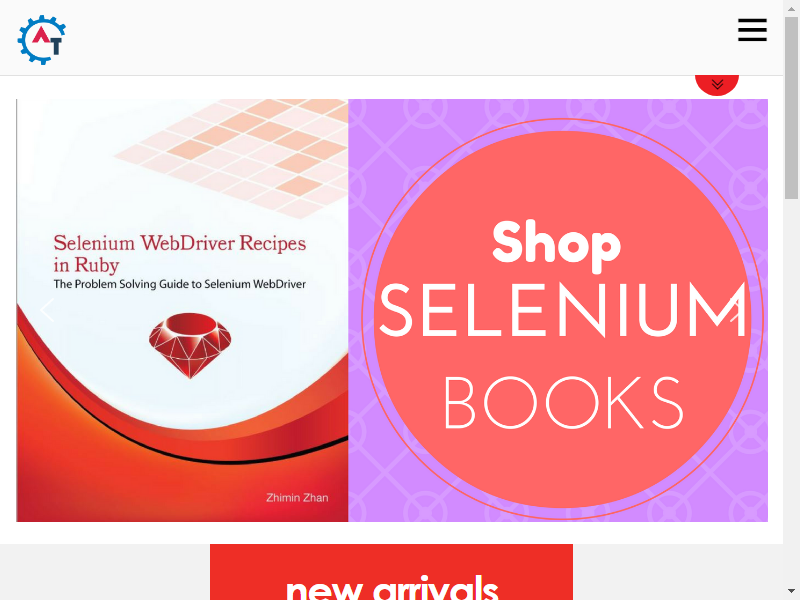 AT
Selenium WebDriver Recipes
in Ruby
The Problem Solving Guide to Selenium WebDriver
Zhimin Zhan
Shop
SELENIUM
BOOKS
new arrivals